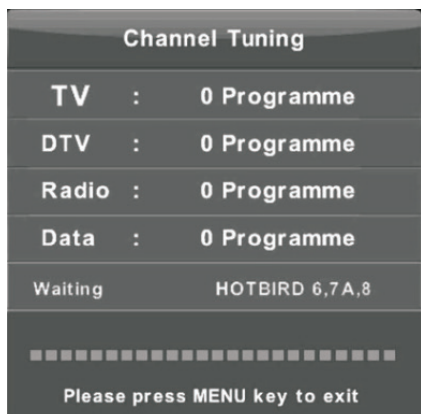 Channel Tuning
TV : 0 Programme
DTV : 0 Programme
Radio : 0 Programme
Data : 0 Programme
Waiting HOTBIRD 6,7A,8
Please press MENU key to exit